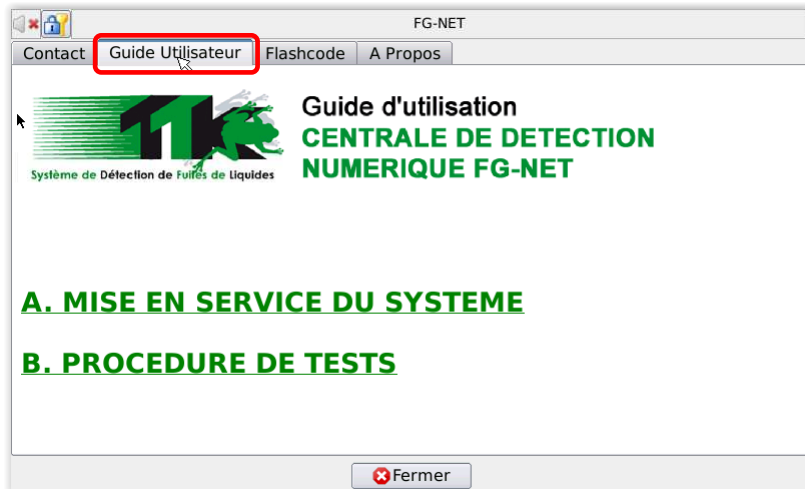 FG-NET
Contact Guide Utilisateur Flashcode A Propos
TTK
Système de Détection de Fuites de Liquides
Guide d'utilisation
CENTRALE DE DETECTION
NUMERIQUE FG-NET
A. MISE EN SERVICE DU SYSTEME
B. PROCEDURE DE TESTS
Fermer